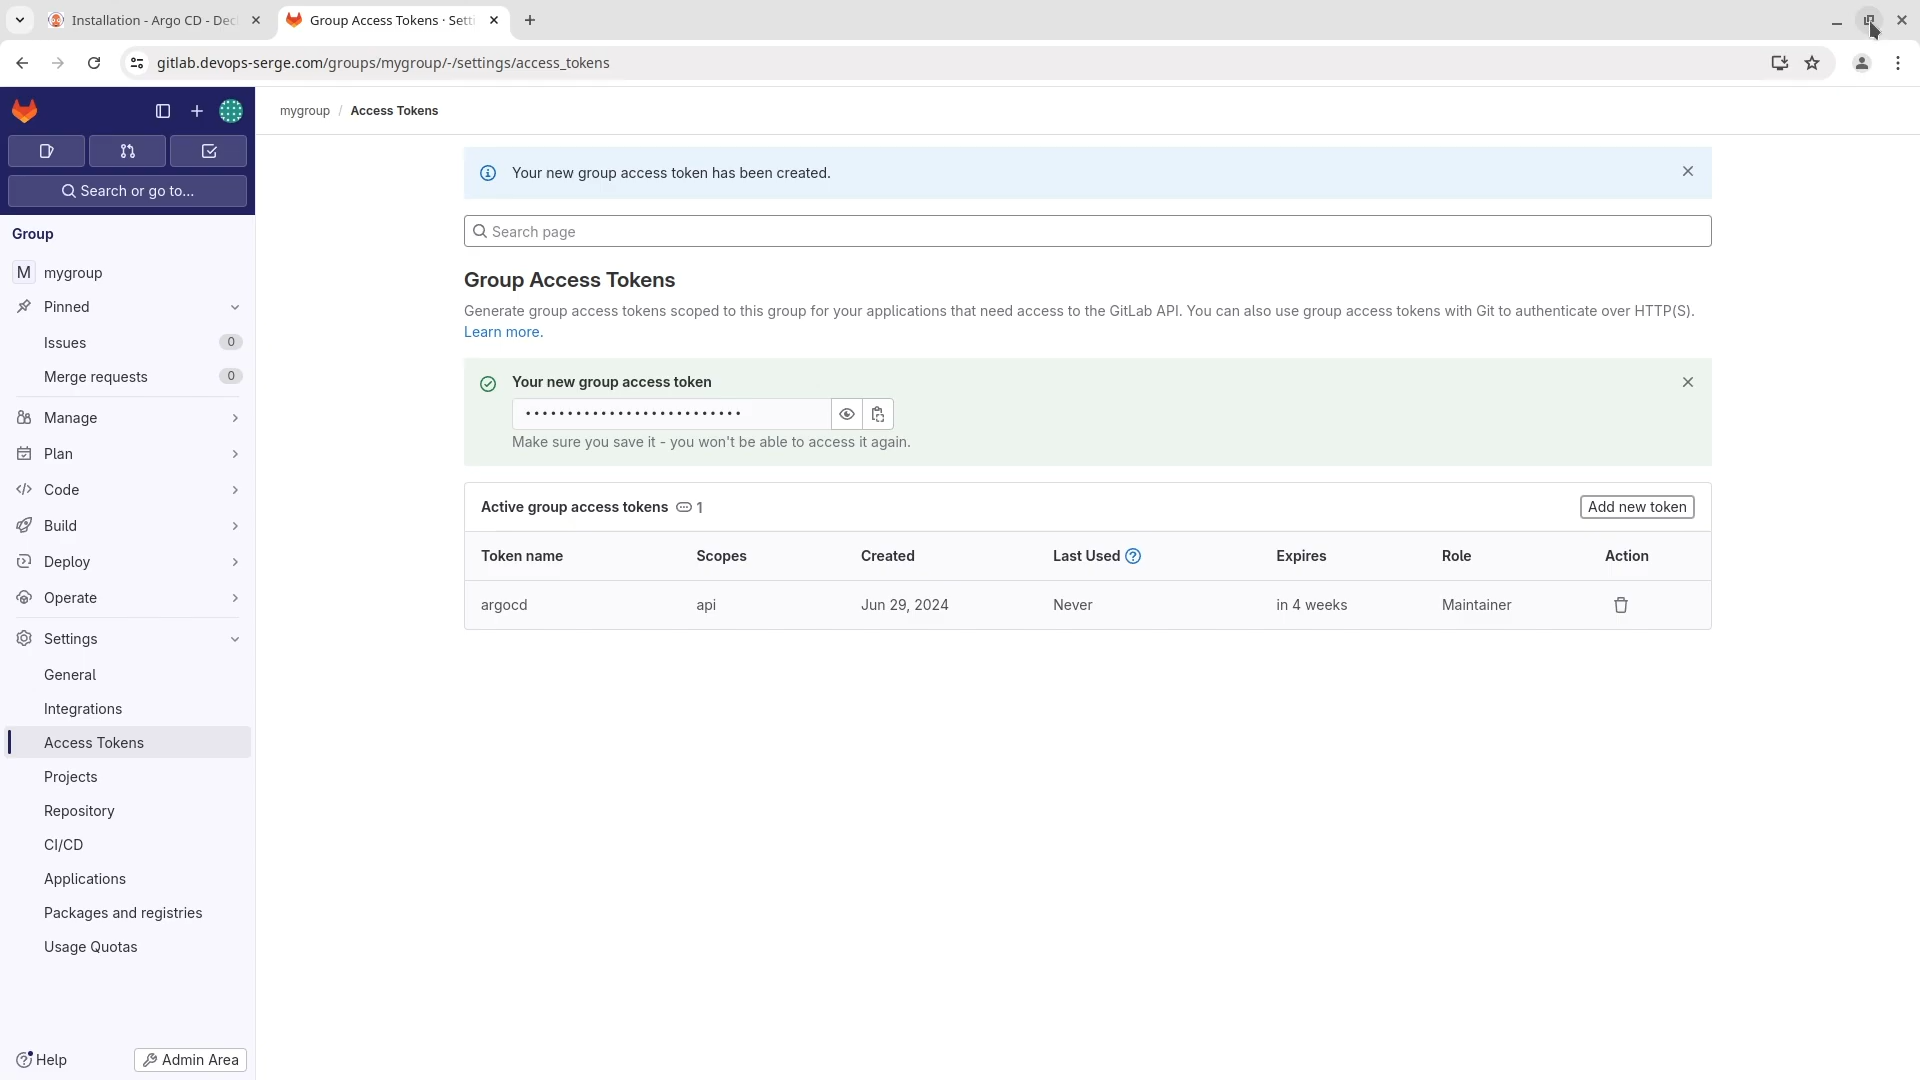 Installation - Argo CD - Decl
Group Access Tokens · Setti
gitlab.devops-serge.com/groups/mygroup/-/settings/access_tokens
mygroup / Access Tokens
Search or go to...
Group
M mygroup
Pinned
Issues 0
Merge requests 0
Manage
Plan
Code
Build
Deploy
Operate
Settings
General
Integrations
Access Tokens
Projects
Repository
CI/CD
Applications
Packages and registries
Usage Quotas
Help
Admin Area
Your new group access token has been created.
Search page
Group Access Tokens
Generate group access tokens scoped to this group for your applications that need access to the GitLab API. You can also use group access tokens with Git to authenticate over HTTP(S).
Learn more.
Your new group access token
••••••••••••••••••••••••••
Make sure you save it - you won't be able to access it again.
Active group access tokens 1
Add new token
Token name Scopes Created Last Used Expires Role Action
argocd api Jun 29, 2024 Never in 4 weeks Maintainer